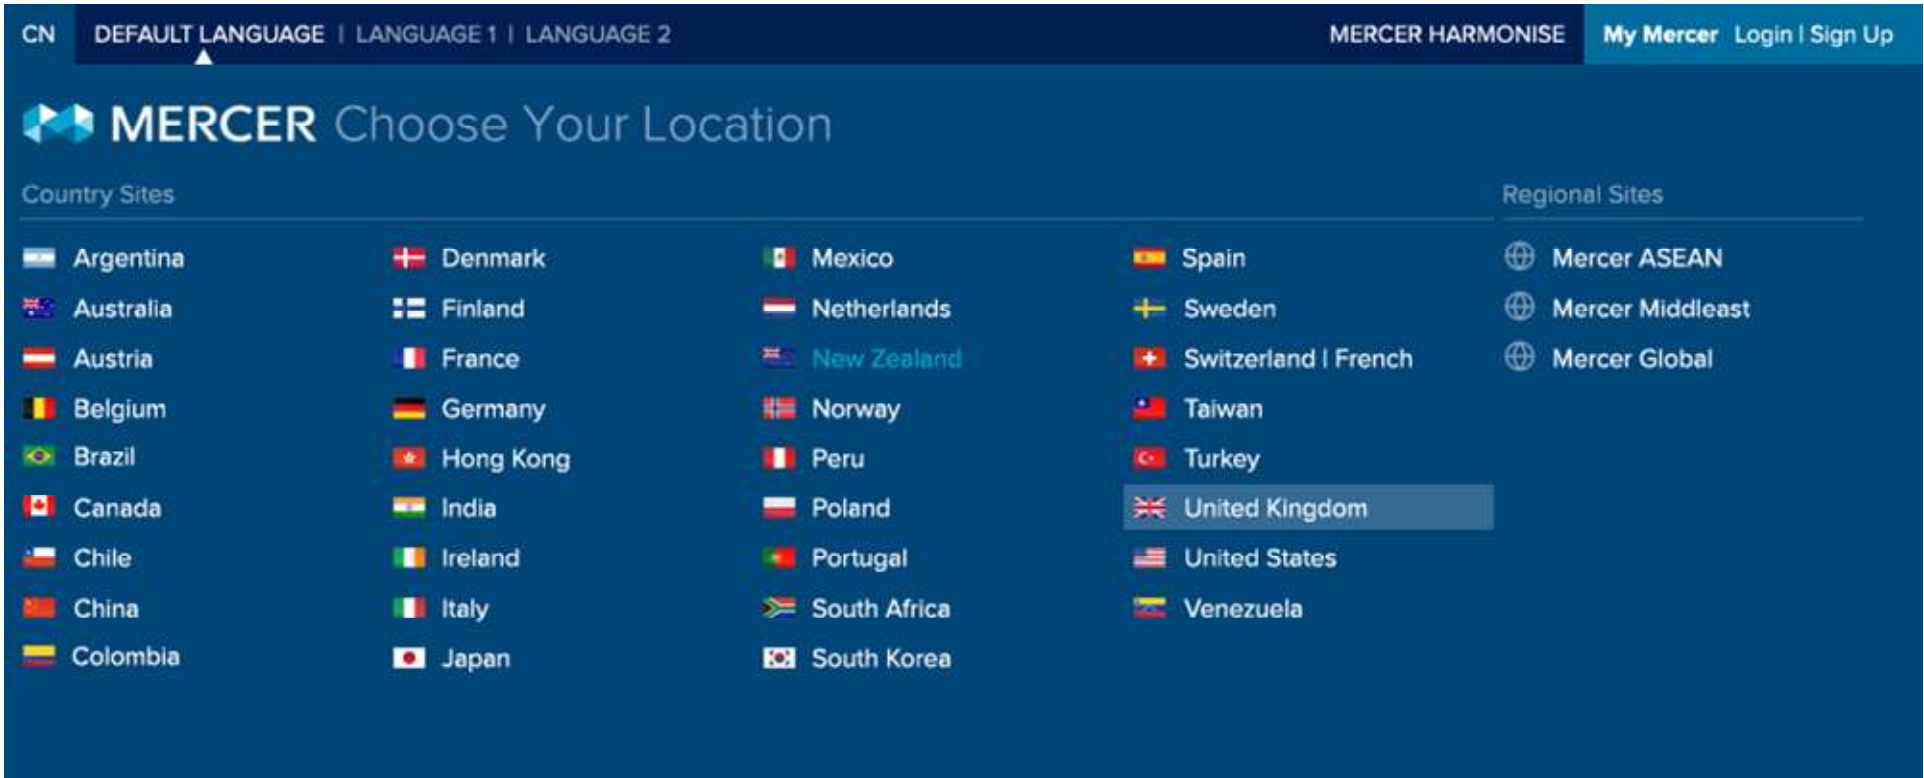 CN DEFAULT LANGUAGE | LANGUAGE 1 | LANGUAGE 2 MERCER HARMONISE My Mercer Login | Sign Up
MERCER Choose Your Location
Country Sites
Argentina
Australia
Austria
Belgium
Brazil
Canada
Chile
China
Colombia
Denmark
Finland
France
Germany
Hong Kong
India
Ireland
Italy
Japan
Mexico
Netherlands
New Zealand
Norway
Peru
Poland
Portugal
South Africa
South Korea
Spain
Sweden
Switzerland | French
Taiwan
Turkey
United Kingdom
United States
Venezuela
Regional Sites
Mercer ASEAN
Mercer Middleast
Mercer Global